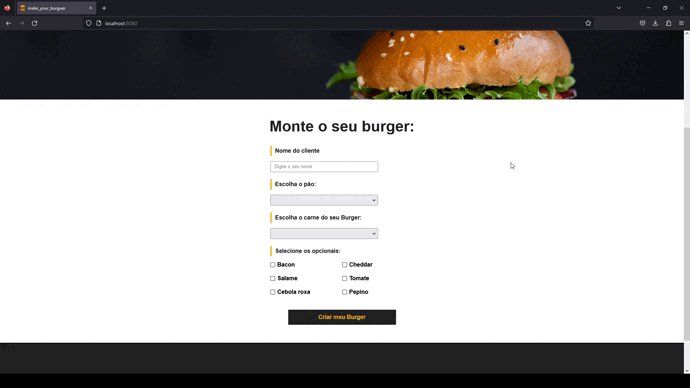 make_your_burguer
localhost:8080
Monte o seu burger:
Nome do cliente
Digite o seu nome
Escolha o pão:
Escolha o carne do seu Burger:
Selecione os opcionais:
Bacon
Cheddar
Salame
Tomate
Cebola roxa
Pepino
Criar meu Burger